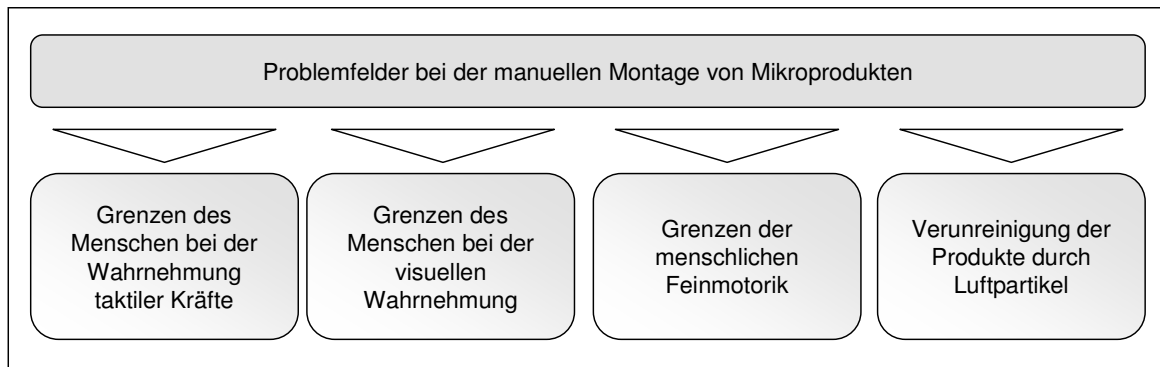 Problemfelder bei der manuellen Montage von Mikroprodukten
Grenzen des
Menschen bei der
Wahrnehmung
taktiler Kräfte
Grenzen des
Menschen bei der
visuellen
Wahrnehmung
Grenzen der
menschlichen
Feinmotorik
Verunreinigung der
Produkte durch
Luftpartikel